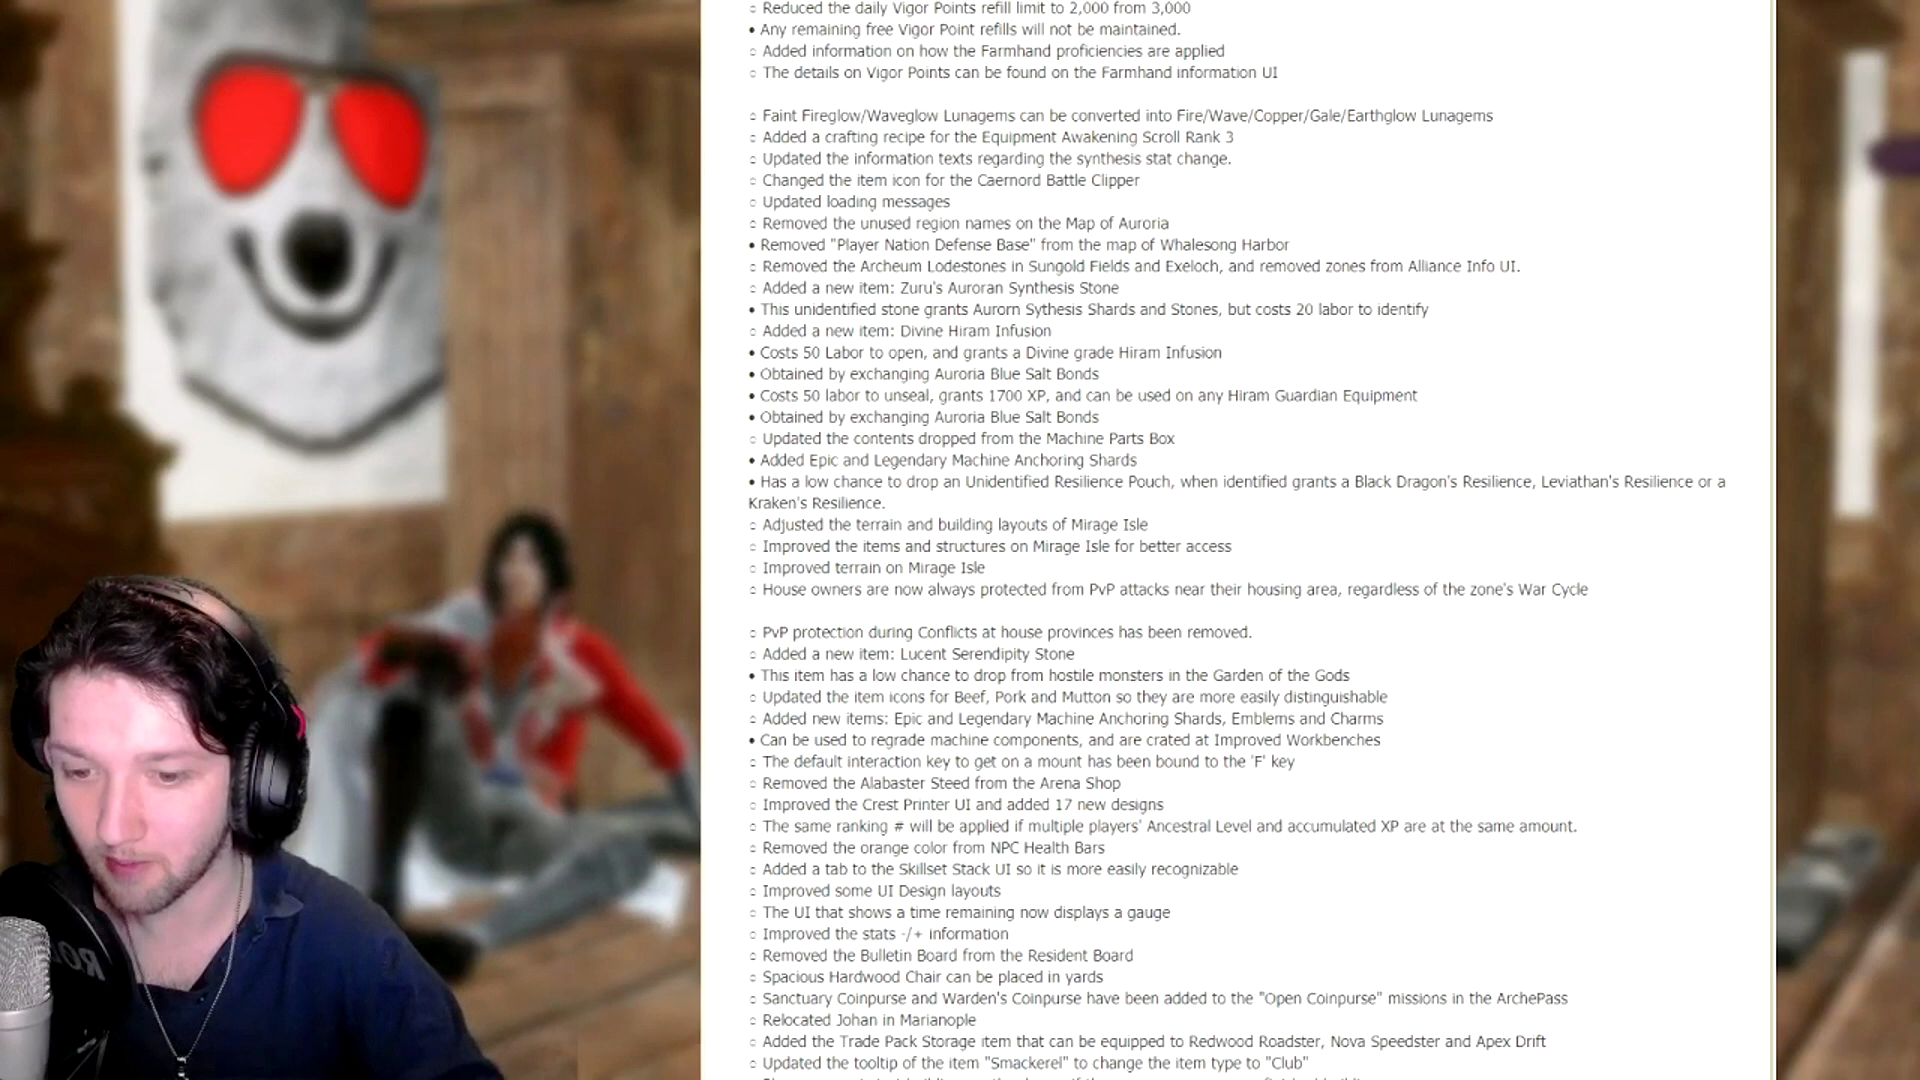 ○ Reduced the daily Vigor Points refill limit to 2,000 from 3,000
• Any remaining free Vigor Point refills will not be maintained.
○ Added information on how the Farmhand proficiencies are applied
○ The details on Vigor Points can be found on the Farmhand information UI
○ Faint Fireglow/Waveglow Lunagems can be converted into Fire/Wave/Copper/Gale/Earthglow Lunagems
○ Added a crafting recipe for the Equipment Awakening Scroll Rank 3
○ Updated the information texts regarding the synthesis stat change.
○ Changed the item icon for the Caernord Battle Clipper
○ Updated loading messages
○ Removed the unused region names on the Map of Auroria
• Removed "Player Nation Defense Base" from the map of Whalesong Harbor
○ Removed the Archeum Lodestones in Sungold Fields and Exeloch, and removed zones from Alliance Info UI.
○ Added a new item: Zuru's Auroran Synthesis Stone
• This unidentified stone grants Aurorn Sythesis Shards and Stones, but costs 20 labor to identify
○ Added a new item: Divine Hiram Infusion
• Costs 50 Labor to open, and grants a Divine grade Hiram Infusion
• Obtained by exchanging Auroria Blue Salt Bonds
• Costs 50 labor to unseal, grants 1700 XP, and can be used on any Hiram Guardian Equipment
• Obtained by exchanging Auroria Blue Salt Bonds
○ Updated the contents dropped from the Machine Parts Box
• Added Epic and Legendary Machine Anchoring Shards
• Has a low chance to drop an Unidentified Resilience Pouch, when identified grants a Black Dragon's Resilience, Leviathan's Resilience or a
Kraken's Resilience.
○ Adjusted the terrain and building layouts of Mirage Isle
○ Improved the items and structures on Mirage Isle for better access
○ Improved terrain on Mirage Isle
○ House owners are now always protected from PvP attacks near their housing area, regardless of the zone's War Cycle
○ PvP protection during Conflicts at house provinces has been removed.
○ Added a new item: Lucent Serendipity Stone
• This item has a low chance to drop from hostile monsters in the Garden of the Gods
○ Updated the item icons for Beef, Pork and Mutton so they are more easily distinguishable
○ Added new items: Epic and Legendary Machine Anchoring Shards, Emblems and Charms
• Can be used to regrade machine components, and are crated at Improved Workbenches
○ The default interaction key to get on a mount has been bound to the 'F' key
○ Removed the Alabaster Steed from the Arena Shop
○ Improved the Crest Printer UI and added 17 new designs
○ The same ranking # will be applied if multiple players' Ancestral Level and accumulated XP are at the same amount.
○ Removed the orange color from NPC Health Bars
○ Added a tab to the Skillset Stack UI so it is more easily recognizable
○ Improved some UI Design layouts
○ The UI that shows a time remaining now displays a gauge
○ Improved the stats -/+ information
○ Removed the Bulletin Board from the Resident Board
○ Spacious Hardwood Chair can be placed in yards
○ Sanctuary Coinpurse and Warden's Coinpurse have been added to the "Open Coinpurse" missions in the ArchePass
○ Relocated Johan in Marianople
○ Added the Trade Pack Storage item that can be equipped to Redwood Roadster, Nova Speedster and Apex Drift
○ Updated the tooltip of the item "Smackerel" to change the item type to "Club"